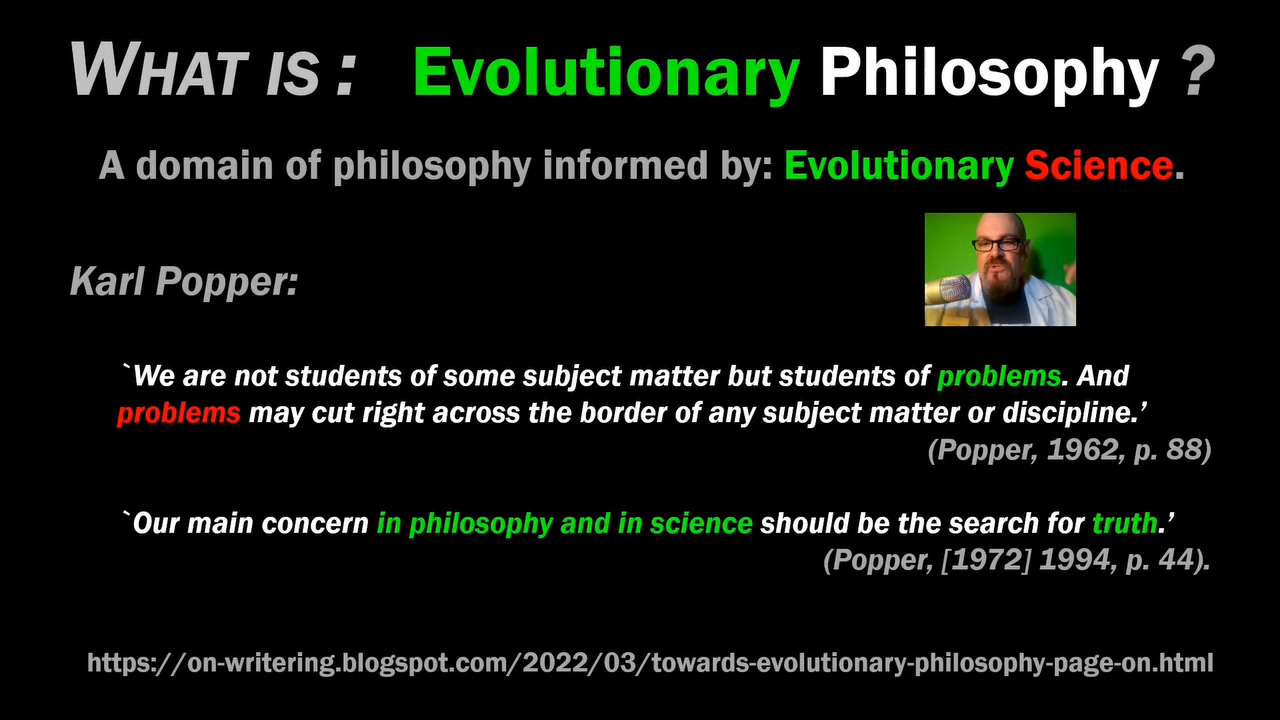 WHAT IS : Evolutionary Philosophy ?
A domain of philosophy informed by: Evolutionary Science.
Karl Popper:
`We are not students of some subject matter but students of problems. And
problems may cut right across the border of any subject matter or discipline.’
(Popper, 1962, p. 88)
`Our main concern in philosophy and in science should be the search for truth.’
(Popper, [1972] 1994, p. 44).
https://on-writering.blogspot.com/2022/03/towards-evolutionary-philosophy-page-on.html